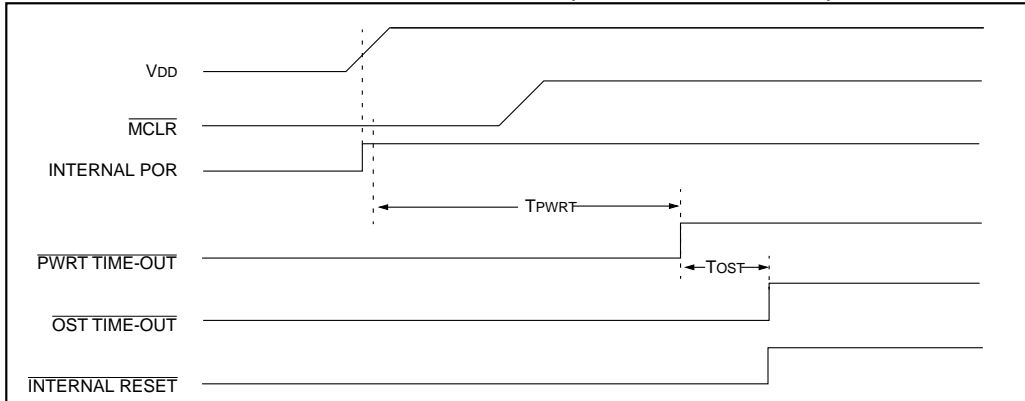 VDD
MCLR
INTERNAL POR
TPWRT
PWRT TIME-OUT
TOST
OST TIME-OUT
INTERNAL RESET